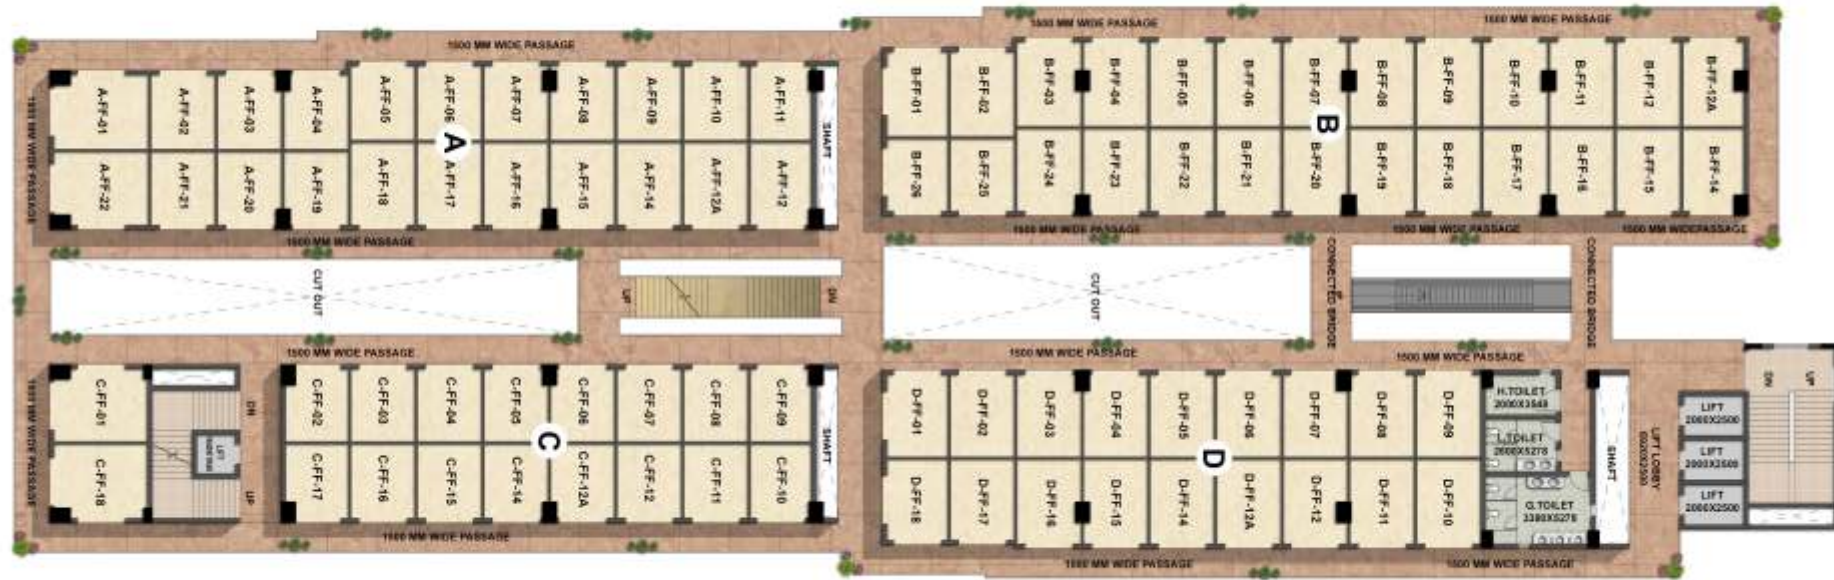 1500 MM WIDE PASSAGE
1500 MM WIDE PASSAGE
1500 MM WIDE PASSAGE
1500 MM WIDE PASSAGE
A-FF-01
A-FF-02
A-FF-03
A-FF-04
A-FF-05
A-FF-06
A-FF-07
A-FF-08
A-FF-09
A-FF-10
A-FF-11
SHAFT
A
A-FF-22
A-FF-21
A-FF-20
A-FF-19
A-FF-18
A-FF-17
A-FF-16
A-FF-15
A-FF-14
A-FF-12A
A-FF-12
B-FF-01
B-FF-02
B-FF-03
B-FF-04
B-FF-05
B-FF-06
B-FF-07
B-FF-08
B-FF-09
B-FF-10
B-FF-11
B-FF-12
B-FF-12A
B
B-FF-26
B-FF-25
B-FF-24
B-FF-23
B-FF-22
B-FF-21
B-FF-20
B-FF-19
B-FF-18
B-FF-17
B-FF-16
B-FF-15
B-FF-14
1500 MM WIDE PASSAGE
1500 MM WIDE PASSAGE
1500 MM WIDE PASSAGE
1500 MM WIDEPASSAGE
CUT OUT
UP
DN
CUT OUT
CONNECTED BRIDGE
CONNECTED BRIDGE
1500 MM WIDE PASSAGE
1500 MM WIDE PASSAGE
1500 MM WIDE PASSAGE
1500 MM WIDE PASSAGE
C-FF-01
DN
C-FF-02
C-FF-03
C-FF-04
C-FF-05
C-FF-06
C-FF-07
C-FF-08
C-FF-09
SHAFT
C
C-FF-18
LIFT
UP
C-FF-17
C-FF-16
C-FF-15
C-FF-14
C-FF-12A
C-FF-12
C-FF-11
C-FF-10
1500 MM WIDE PASSAGE
D-FF-01
D-FF-02
D-FF-03
D-FF-04
D-FF-05
D-FF-06
D-FF-07
D-FF-08
D-FF-09
D
D-FF-18
D-FF-17
D-FF-16
D-FF-15
D-FF-14
D-FF-12A
D-FF-12
D-FF-11
D-FF-10
H.TOILET
L.TOILET
G.TOILET
SHAFT
LIFT LOBBY
LIFT
2000X2500
LIFT
2000X2500
LIFT
2000X2500
DN
UP
1500 MM WIDE PASSAGE
1500 MM WIDE PASSAGE